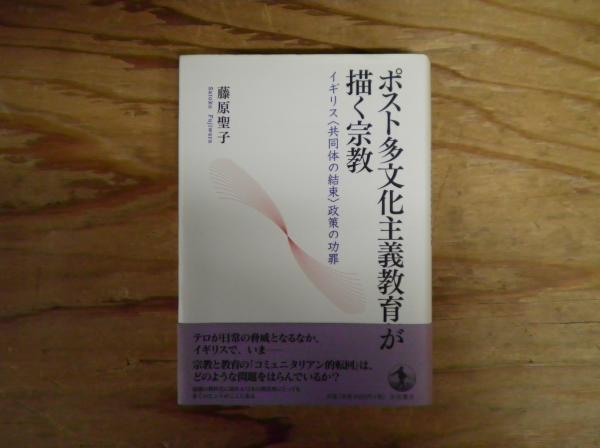 ポスト多文化主義教育が
描く宗教
イギリス〈共同体の結束〉政策の功罪
藤原聖子
Satoko Fujiwara
テロが日常の脅威となるなか、
イギリスで、いま——
宗教と教育の「コミュニタリアン的転回」は、
どのような問題をはらんでいるか?
岩波書店